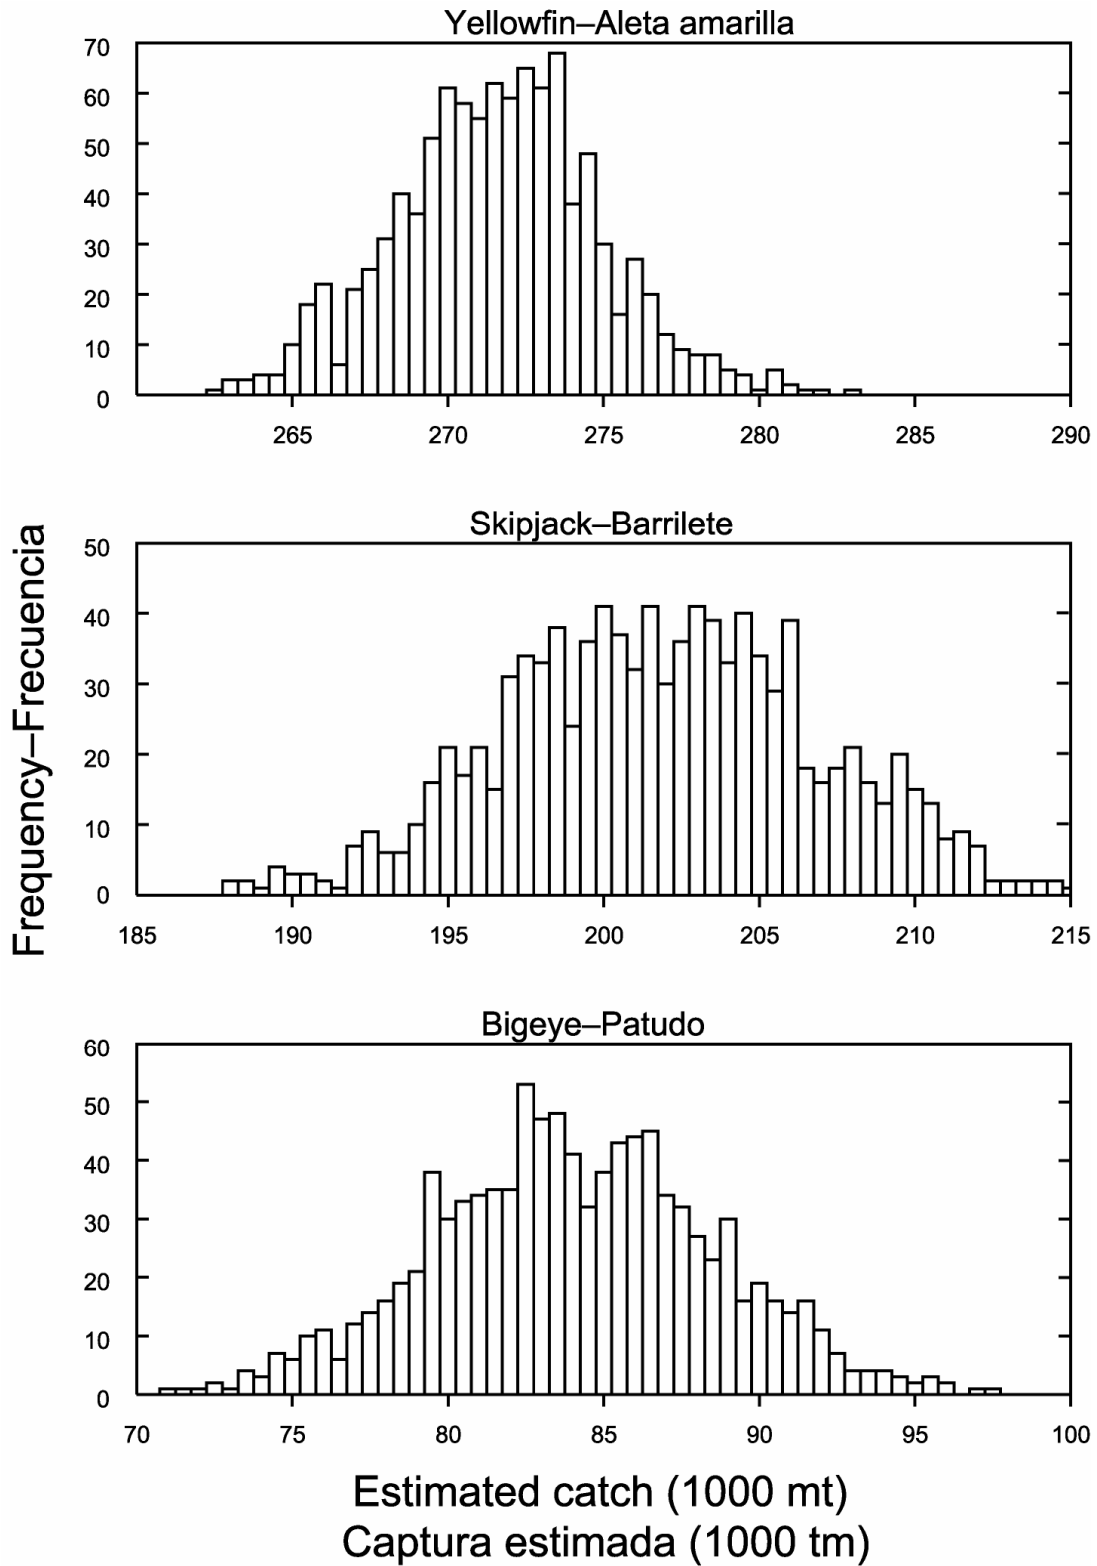 Yellowfin–Aleta amarilla
70
60
50
40
30
20
10
0
265 270 275 280 285 290
Skipjack–Barrilete
50
40
30
20
10
0
185 190 195 200 205 210 215
Frequency–Frecuencia
Bigeye–Patudo
60
50
40
30
20
10
0
70 75 80 85 90 95 100
Estimated catch (1000 mt)
Captura estimada (1000 tm)